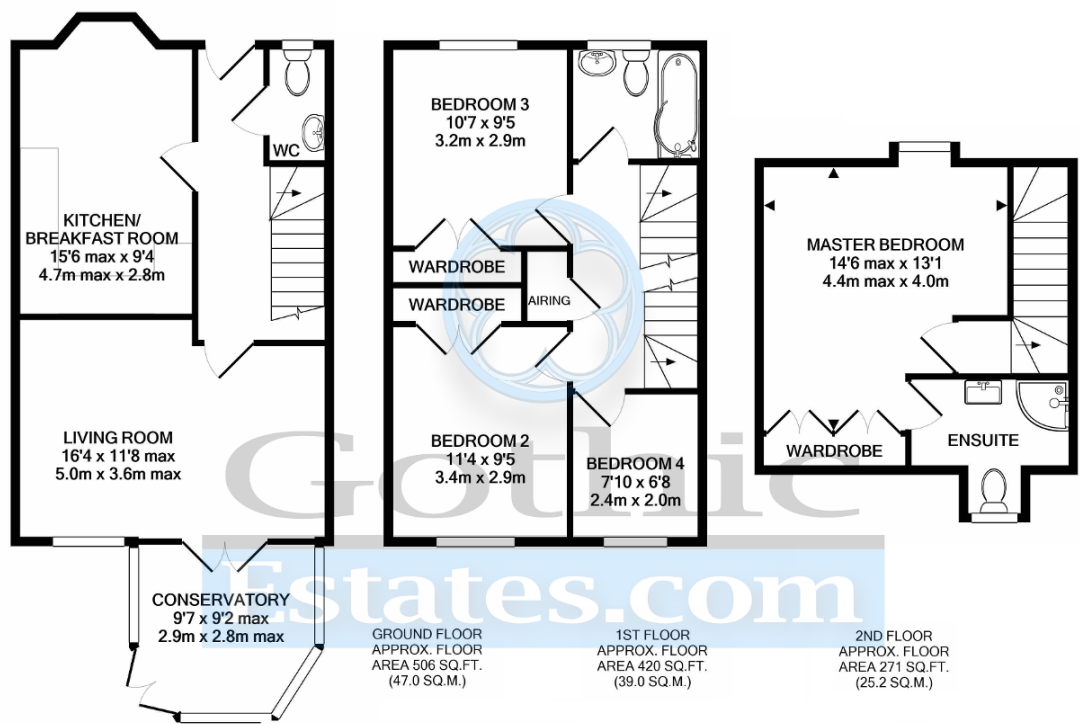 KITCHEN/
BREAKFAST ROOM
15'6 max x 9'4
4.7m max x 2.8m
WC
LIVING ROOM
16'4 x 11'8 max
5.0m x 3.6m max
CONSERVATORY
9'7 x 9'2 max
2.9m x 2.8m max
BEDROOM 3
10'7 x 9'5
3.2m x 2.9m
WARDROBE
WARDROBE
AIRING
BEDROOM 2
11'4 x 9'5
3.4m x 2.9m
BEDROOM 4
7'10 x 6'8
2.4m x 2.0m
MASTER BEDROOM
14'6 max x 13'1
4.4m max x 4.0m
WARDROBE
ENSUITE
Gothic
Estates.com
GROUND FLOOR
APPROX. FLOOR
AREA 506 SQ.FT.
(47.0 SQ.M.)
1ST FLOOR
APPROX. FLOOR
AREA 420 SQ.FT.
(39.0 SQ.M.)
2ND FLOOR
APPROX. FLOOR
AREA 271 SQ.FT.
(25.2 SQ.M.)